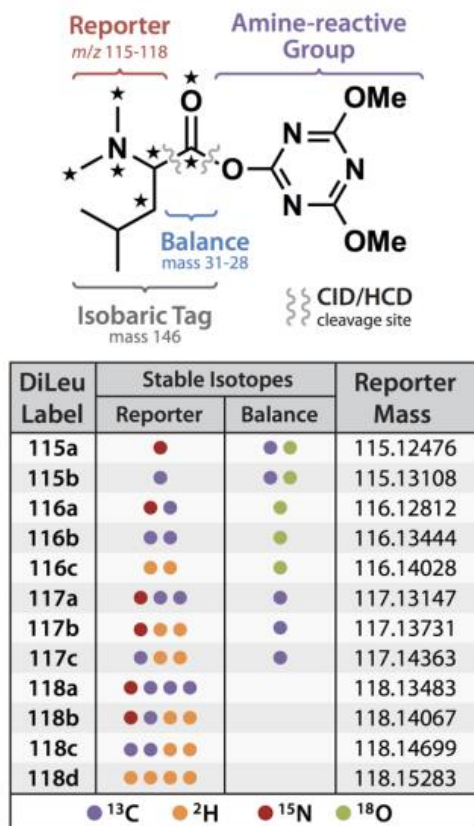 Reporter
m/z 115-118
Amine-reactive
Group
O
OMe
N
N
N
O
N
OMe
Balance
mass 31-28
Isobaric Tag
mass 146
CID/HCD
cleavage site
DiLeu Label Stable Isotopes Reporter Mass
Reporter Balance
115a 115.12476
115b 115.13108
116a 116.12812
116b 116.13444
116c 116.14028
117a 117.13147
117b 117.13731
117c 117.14363
118a 118.13483
118b 118.14067
118c 118.14699
118d 118.15283
13C 2H 15N 18O